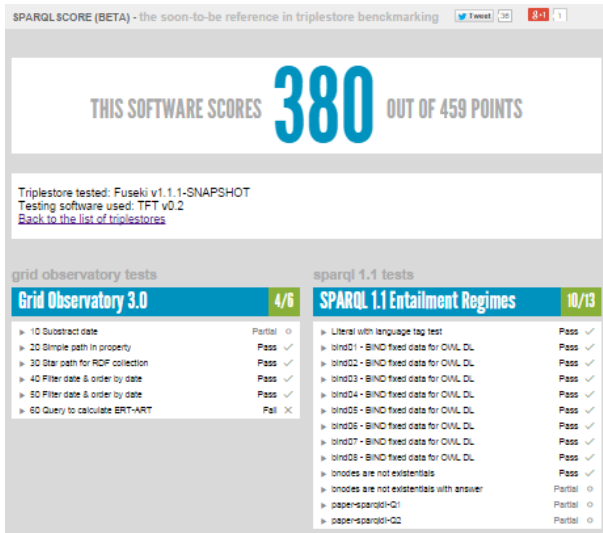 SPARQLSCORE (BETA) - the soon-to-be reference in triplestore benckmarking Tweet 36 g+1 1
THIS SOFTWARE SCORES 380 OUT OF 459 POINTS
Triplestore tested: Fuseki v1.1.1-SNAPSHOT
Testing software used: TFT v0.2
Back to the list of triplestores
grid observatory tests
Grid Observatory 3.0 4/6
10 Substract date Partial
20 Simple path in property Pass
30 Star path for RDF collection Pass
40 Filter date & order by date Pass
50 Filter date & order by date Pass
60 Query to calculate ERT-ART Fail
sparql 1.1 tests
SPARQL 1.1 Entailment Regimes 10/13
Literal with language tag test Pass
bind01 - BIND fixed data for OWL DL Pass
bind02 - BIND fixed data for OWL DL Pass
bind03 - BIND fixed data for OWL DL Pass
bind04 - BIND fixed data for OWL DL Pass
bind05 - BIND fixed data for OWL DL Pass
bind06 - BIND fixed data for OWL DL Pass
bind07 - BIND fixed data for OWL DL Pass
bind08 - BIND fixed data for OWL DL Pass
bnodes are not existentials Pass
bnodes are not existentials with answer Partial
paper-sparqldl-Q1 Partial
paper-sparqldl-Q2 Partial